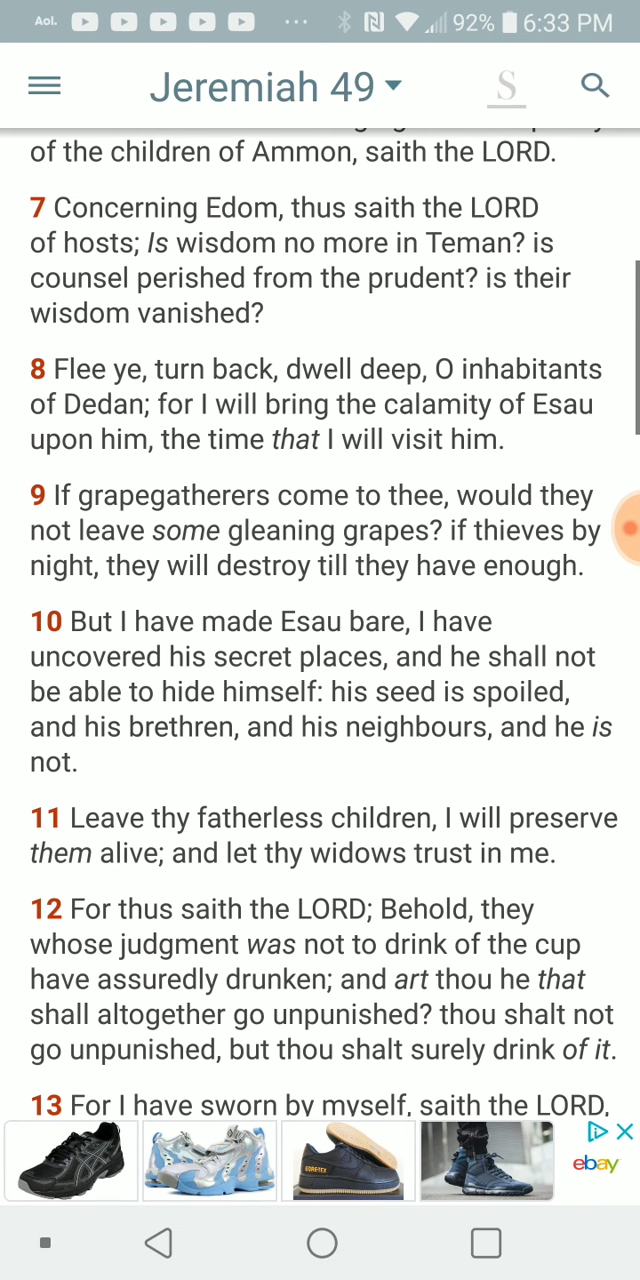 Aol. 92% 6:33 PM
Jeremiah 49 S
of the children of Ammon, saith the LORD.
7 Concerning Edom, thus saith the LORD
of hosts; Is wisdom no more in Teman? is
counsel perished from the prudent? is their
wisdom vanished?
8 Flee ye, turn back, dwell deep, O inhabitants
of Dedan; for I will bring the calamity of Esau
upon him, the time that I will visit him.
9 If grapegatherers come to thee, would they
not leave some gleaning grapes? if thieves by
night, they will destroy till they have enough.
10 But I have made Esau bare, I have
uncovered his secret places, and he shall not
be able to hide himself: his seed is spoiled,
and his brethren, and his neighbours, and he is
not.
11 Leave thy fatherless children, I will preserve
them alive; and let thy widows trust in me.
12 For thus saith the LORD; Behold, they
whose judgment was not to drink of the cup
have assuredly drunken; and art thou he that
shall altogether go unpunished? thou shalt not
go unpunished, but thou shalt surely drink of it.
13 For I have sworn by myself, saith the LORD,
GORE-TEX
ebay